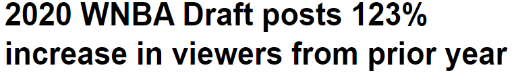 2020 WNBA Draft posts 123%
increase in viewers from prior year